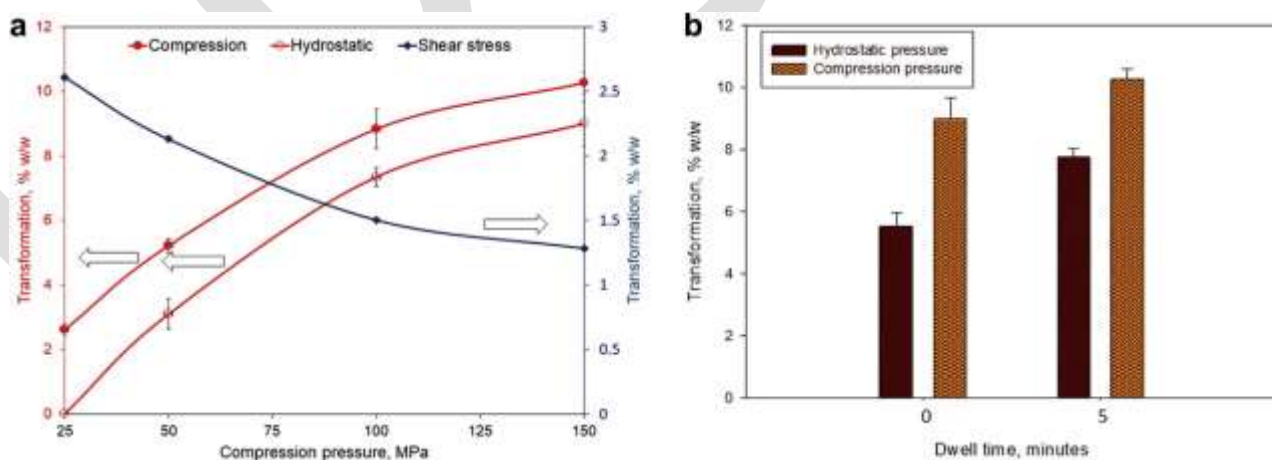 a
12
10
8
6
4
2
0
Transformation, % w/w
Compression Hydrostatic Shear stress
3
2.5
2
1.5
1
0.5
0
Transformation, % w/w
25 50 75 100 125 150
Compression pressure, MPa
b
12
10
8
6
4
2
0
Transformation, % w/w
Hydrostatic pressure
Compression pressure
0 5
Dwell time, minutes